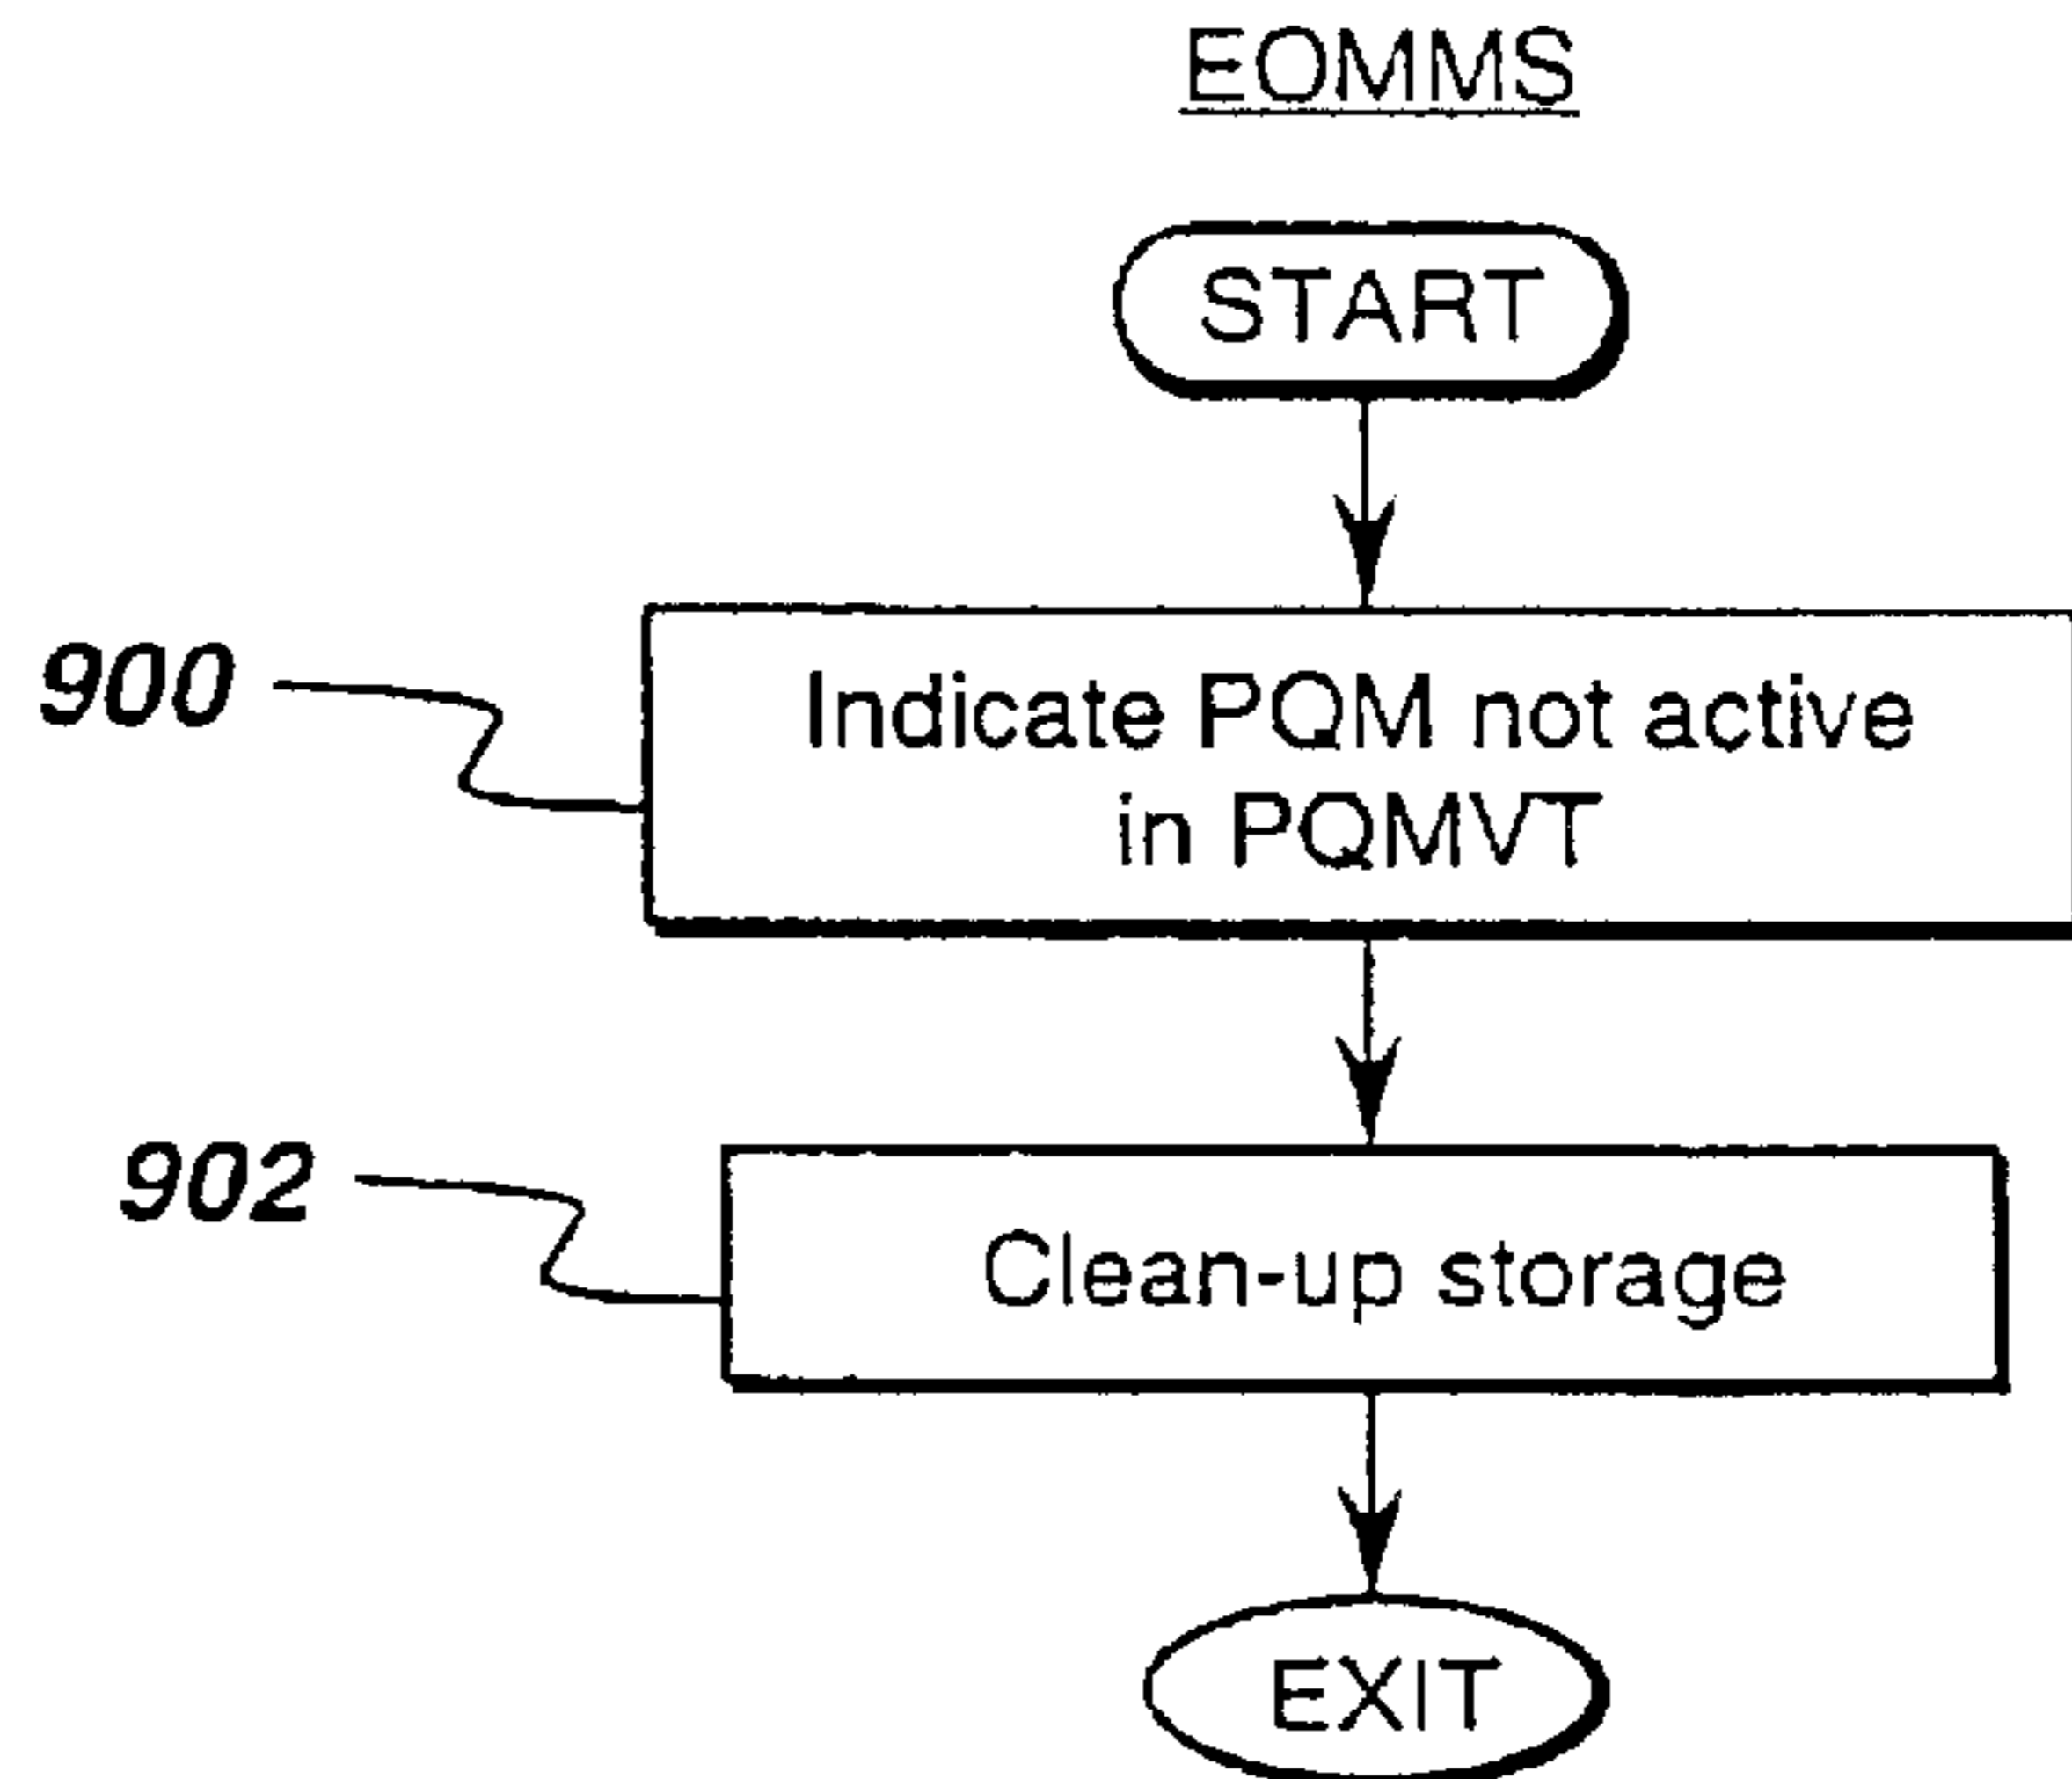 EOMMS
START
900
Indicate PQM not active
in PQMVT
902
Clean-up storage
EXIT